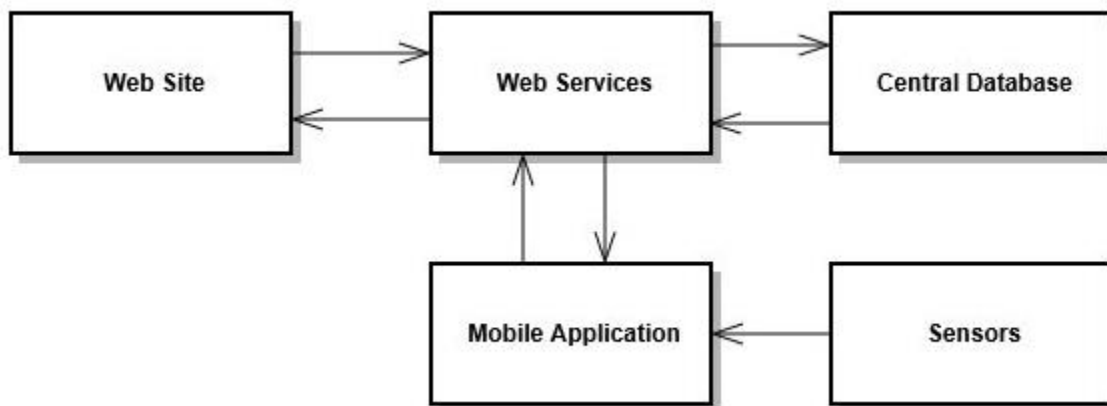 Web Site
Web Services
Central Database
Mobile Application
Sensors